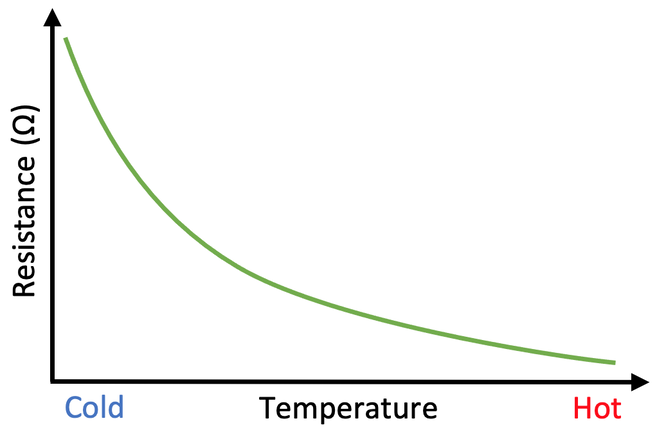 Resistance (Ω)
Cold
Temperature
Hot